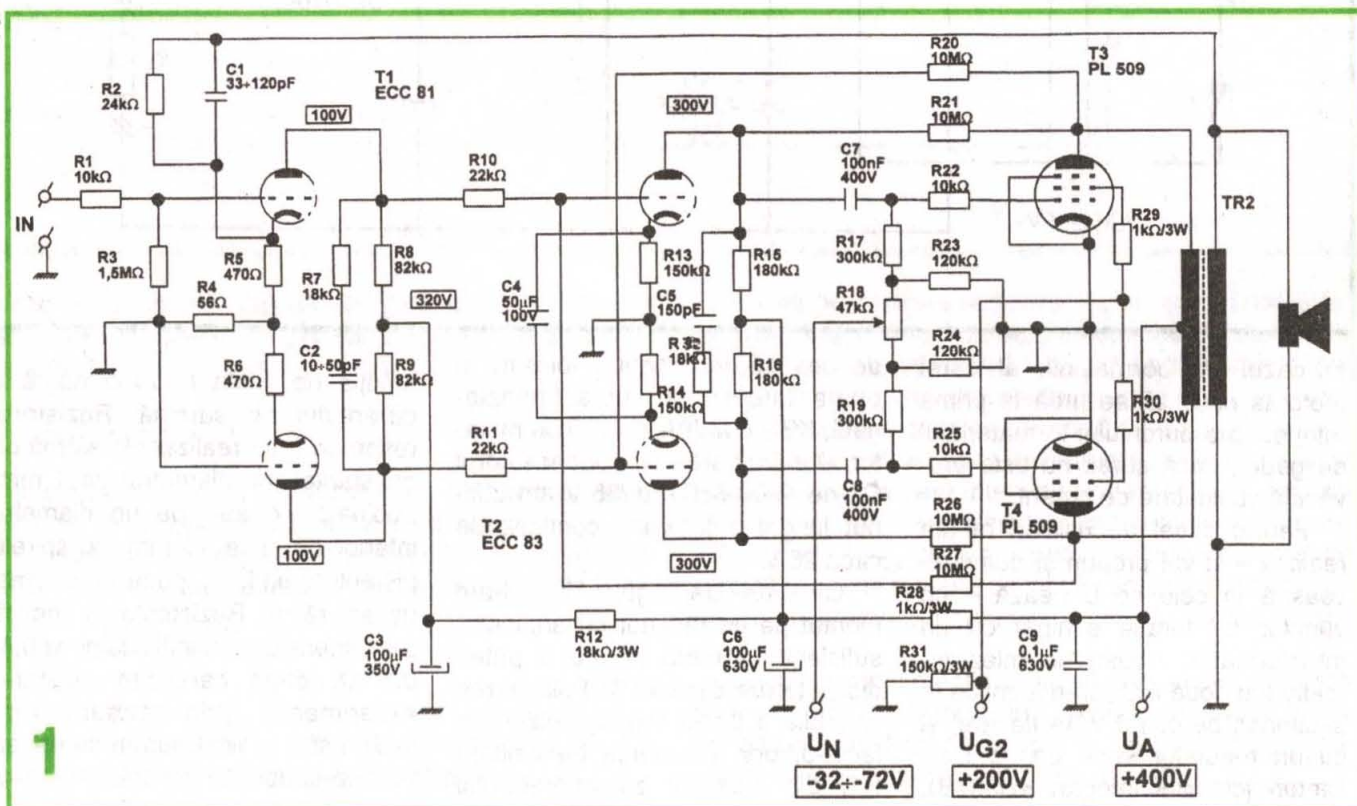 R1
10kΩ
IN
R2
24kΩ
C1
33÷120pF
R3
1,5MΩ
R4
56Ω
R5
470Ω
R6
470Ω
T1
ECC 81
100V
R7
18kΩ
C2
10÷50pF
100V
R8
82kΩ
R9
82kΩ
320V
R10
22kΩ
R11
22kΩ
T2
ECC 83
C3
100µF
350V
R12
18kΩ/3W
C4
50µF
100V
300V
R13
150kΩ
C5
150pF
R 32
18kΩ
R14
150kΩ
R15
180kΩ
R16
180kΩ
300V
C6
100µF
630V
C7
100nF
400V
R17
300kΩ
R18
47kΩ
R19
300kΩ
C8
100nF
400V
R20
10MΩ
R21
10MΩ
R22
10kΩ
R23
120kΩ
R24
120kΩ
R25
10kΩ
R26
10MΩ
R27
10MΩ
R28
1kΩ/3W
R31
150kΩ/3W
C9
0,1µF
630V
T3
PL 509
T4
PL 509
R29
1kΩ/3W
R30
1kΩ/3W
TR2
UN
-32÷-72V
UG2
+200V
UA
+400V
1